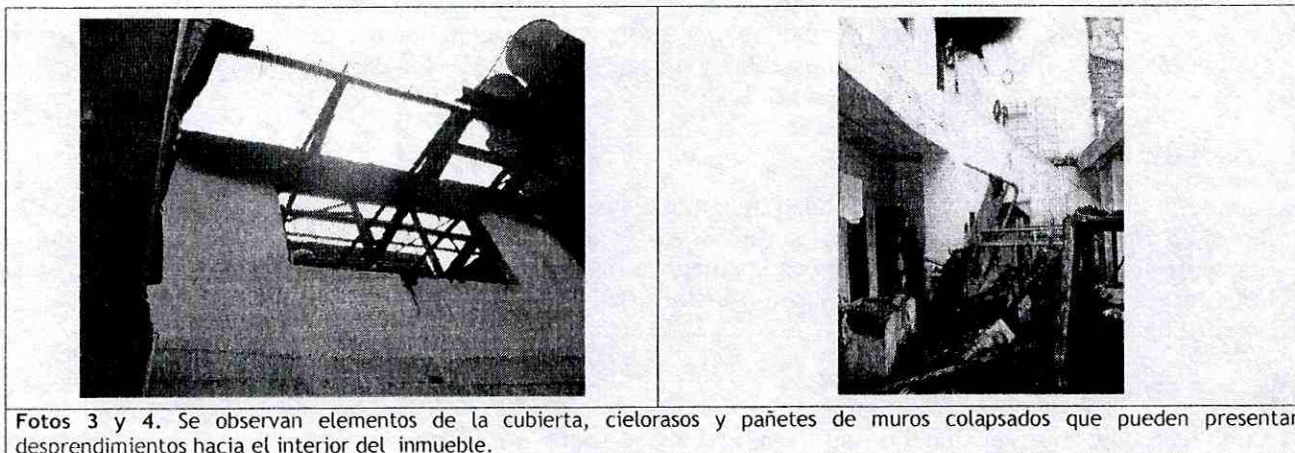 Fotos 3 y 4. Se observan elementos de la cubierta, cielorasos y pañetes de muros colapsados que pueden presentar
desprendimientos hacia el interior del inmueble.